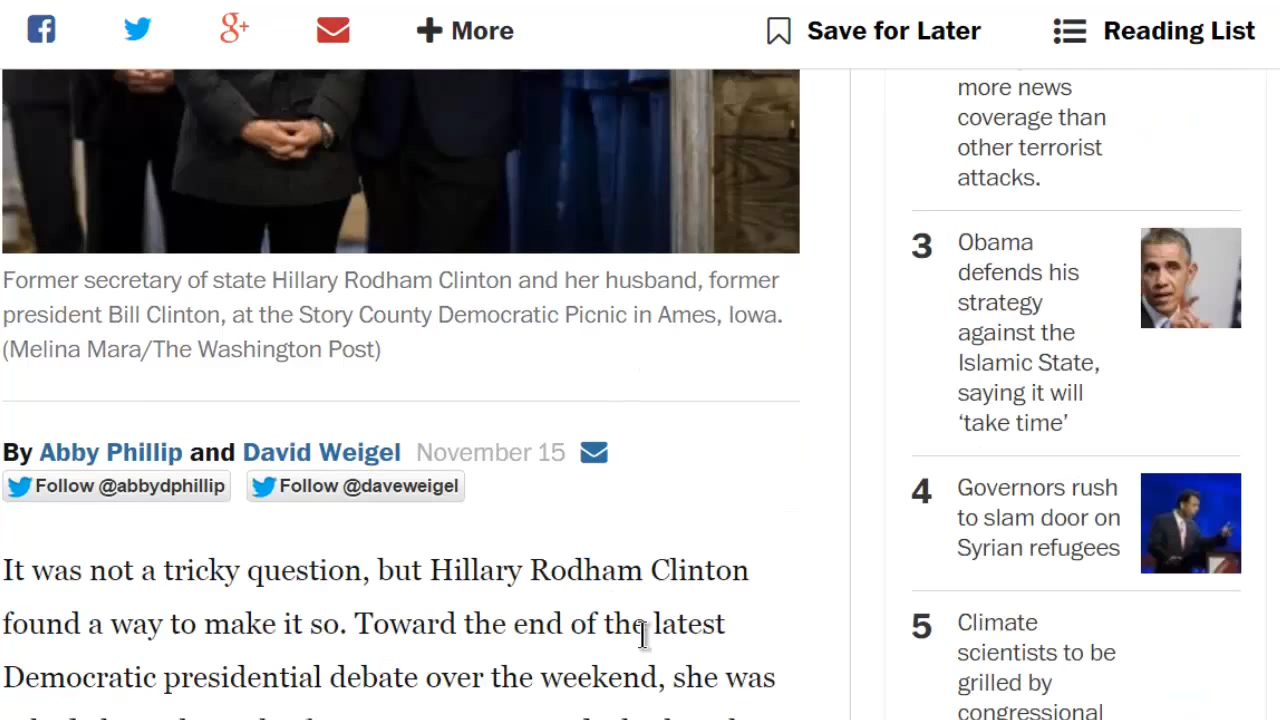 More
Save for Later
Reading List
Former secretary of state Hillary Rodham Clinton and her husband, former
president Bill Clinton, at the Story County Democratic Picnic in Ames, Iowa.
(Melina Mara/The Washington Post)
By Abby Phillip and David Weigel November 15
Follow @abbydphillip Follow @daveweigel
It was not a tricky question, but Hillary Rodham Clinton
found a way to make it so. Toward the end of the latest
Democratic presidential debate over the weekend, she was
more news
coverage than
other terrorist
attacks.
3
Obama
defends his
strategy
against the
Islamic State,
saying it will
‘take time’
4
Governors rush
to slam door on
Syrian refugees
5
Climate
scientists to be
grilled by
congressional